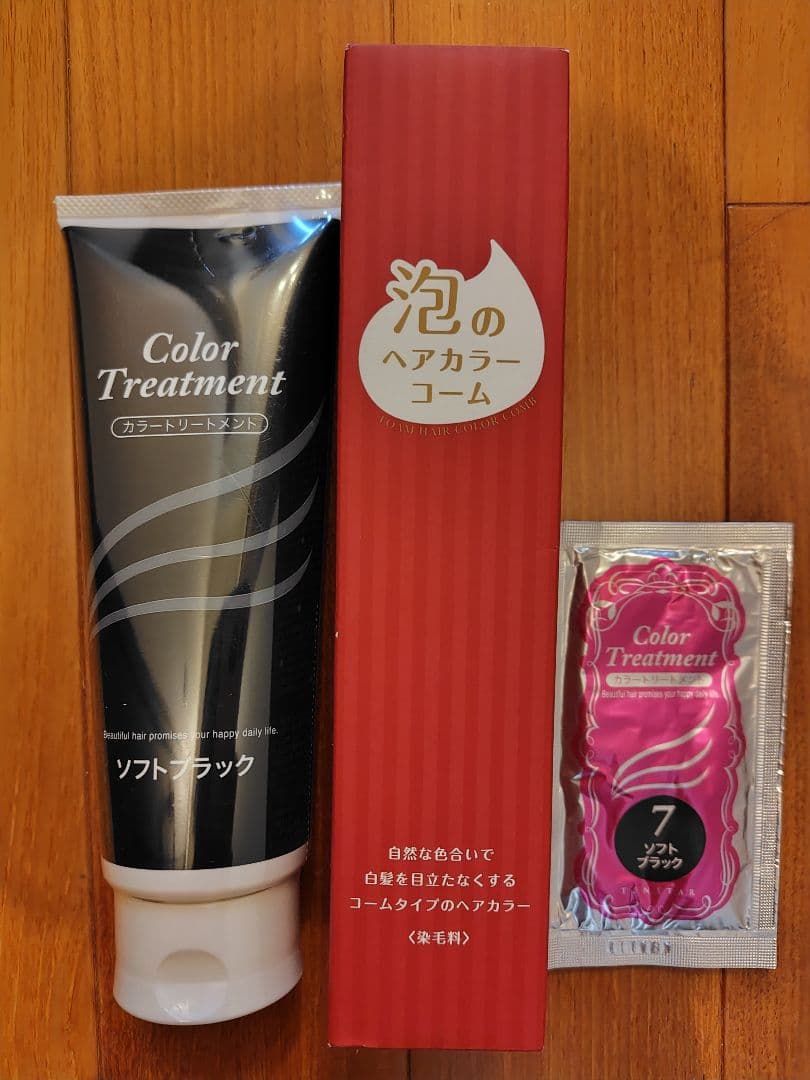 Color
Treatment
カラートリートメント
Beautiful hair promises your happy daily life.
ソフトブラック
泡の
ヘアカラー
コーム
FOAM HAIR COLOR COMB
自然な色合いで
白髪を目立たなくする
コームタイプのヘアカラー
〈染毛料〉
Color
Treatment
カラートリートメント
Beautiful hair promises your happy daily life.
7
ソフト
ブラック
TENSTAR